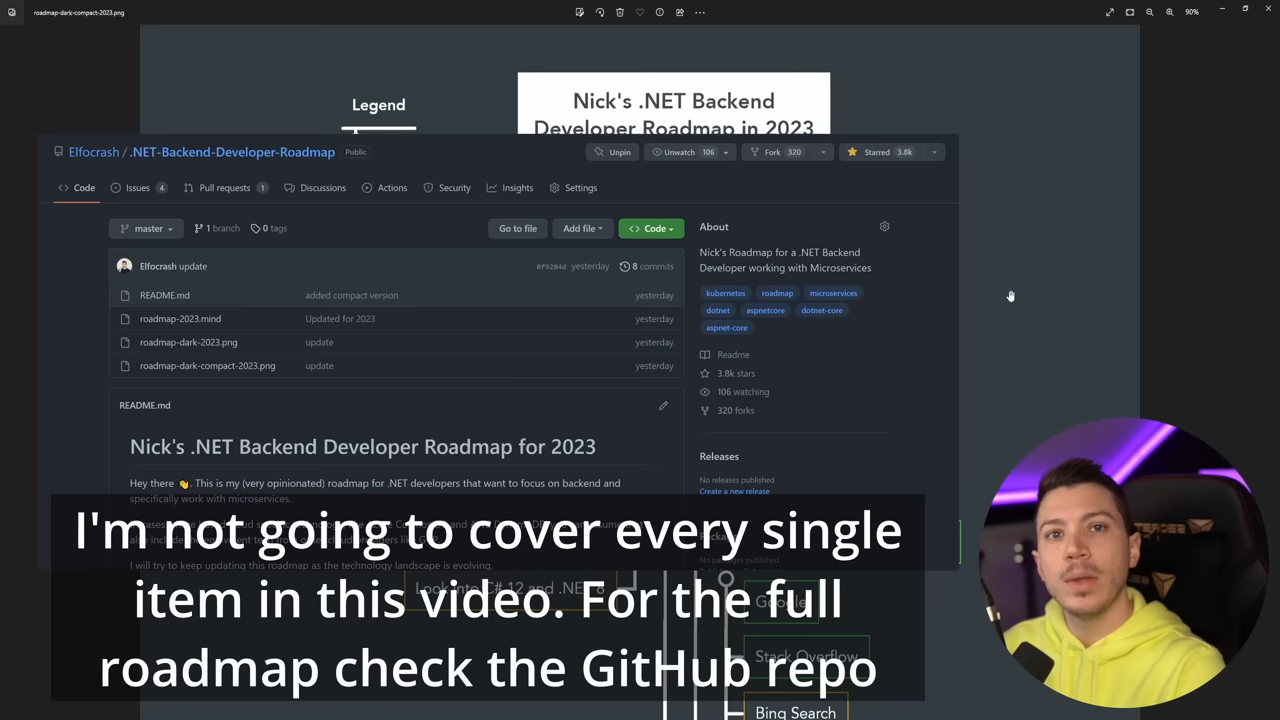 roadmap-dark-compact-2023.png
90%
Legend
Nick's .NET Backend
Developer Roadmap in 2023
Elfocrash / .NET-Backend-Developer-Roadmap Public
Unpin
Unwatch 106
Fork 320
Starred 3.8k
Code
Issues 4
Pull requests 1
Discussions
Actions
Security
Insights
Settings
master
1 branch
0 tags
Go to file
Add file
Code
Elfocrash update
yesterday
8 commits
README.md added compact version yesterday
roadmap-2023.mind Updated for 2023 yesterday
roadmap-dark-2023.png update yesterday
roadmap-dark-compact-2023.png update yesterday
README.md
Nick's .NET Backend Developer Roadmap for 2023
Hey there 👋. This is my (very opinionated) roadmap for .NET developers that want to focus on backend and
specifically work with microservices.
I will try to keep updating this roadmap as the technology landscape is evolving.
About
Nick's Roadmap for a .NET Backend
Developer working with Microservices
kubernetes roadmap microservices
dotnet aspnetcore dotnet-core
aspnet-core
Readme
3.8k stars
106 watching
320 forks
Releases
No releases published
Create a new release
I'm not going to cover every single
item in this video. For the full
roadmap check the GitHub repo
Look into C# 12 and .NET 8
Google
Stack Overflow
Bing Search